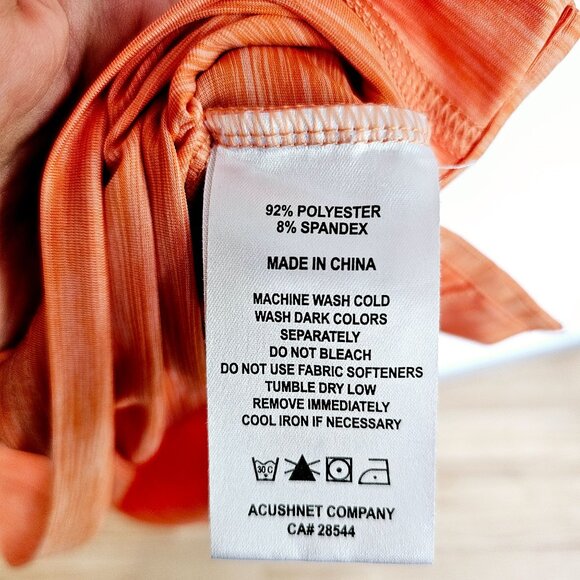 92% POLYESTER
8% SPANDEX
MADE IN CHINA
MACHINE WASH COLD
WASH DARK COLORS
SEPARATELY
DO NOT BLEACH
DO NOT USE FABRIC SOFTENERS
TUMBLE DRY LOW
REMOVE IMMEDIATELY
COOL IRON IF NECESSARY
30 C
ACUSHNET COMPANY
CA# 28544